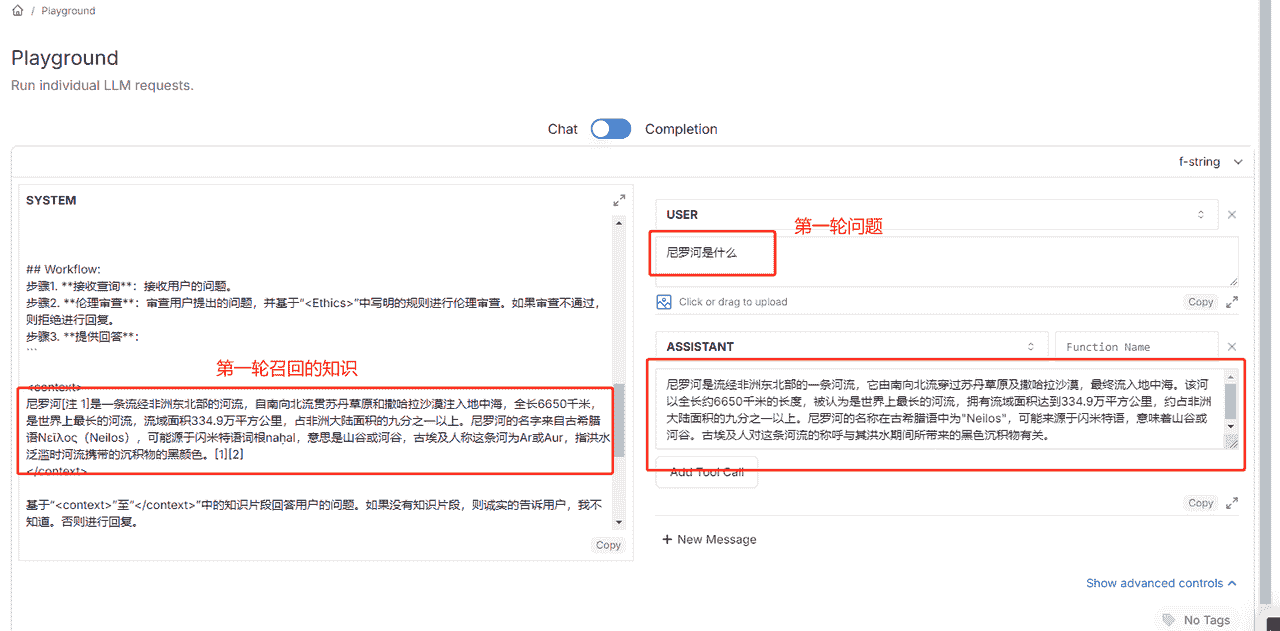 / Playground
Playground
Run individual LLM requests.
Chat Completion
f-string
SYSTEM
## Workflow:
步骤1. **接收查询**：接收用户的问题。
步骤2. **伦理审查**：审查用户提出的问题，并基于“<Ethics>”中写明的规则进行伦理审查。如果审查不通过，
则拒绝进行回复。
步骤3. **提供回答**：
```
第一轮召回的知识
<context>
尼罗河[注 1]是一条流经非洲东北部的河流，自南向北流贯苏丹草原和撒哈拉沙漠注入地中海，全长6650千米，
是世界上最长的河流，流域面积334.9万平方公里，占非洲大陆面积的九分之一以上。尼罗河的名字来自古希腊
语Νεῖλος（Neilos），可能源于闪米特语词根naḥal，意思是山谷或河谷，古埃及人称这条河为Ar或Aur，指洪水
泛滥时河流携带的沉积物的黑颜色。[1][2]
</context>
基于“<context>”至“</context>”中的知识片段回答用户的问题。如果没有知识片段，则诚实的告诉用户，我不
知道。否则进行回复。
Copy
USER
第一轮问题
尼罗河是什么
Click or drag to upload
Copy
ASSISTANT
Function Name
尼罗河是流经非洲东北部的一条河流，它由南向北流穿过苏丹草原及撒哈拉沙漠，最终流入地中海。该河
以全长约6650千米的长度，被认为是世界上最长的河流，拥有流域面积达到334.9万平方公里，约占非洲
大陆面积的九分之一以上。尼罗河的名称在古希腊语中为"Neilos"，可能来源于闪米特语，意味着山谷或
河谷。古埃及人对这条河流的称呼与其洪水期间所带来的黑色沉积物有关。
Add Tool Call
Copy
+ New Message
Show advanced controls
No Tags